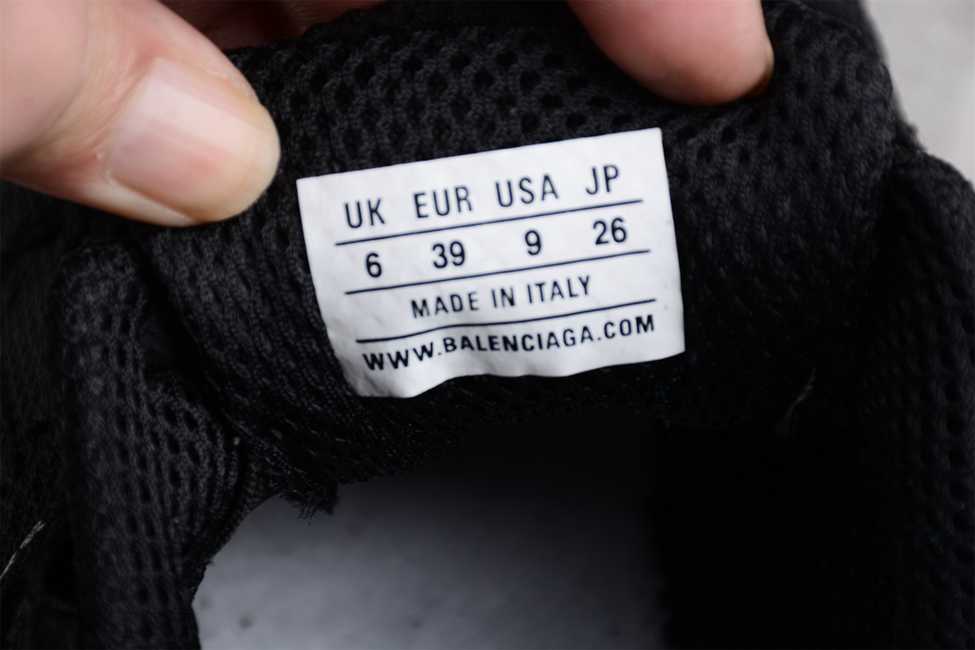 UK EUR USA JP
6 39 9 26
MADE IN ITALY
WWW.BALENCIAGA.COM